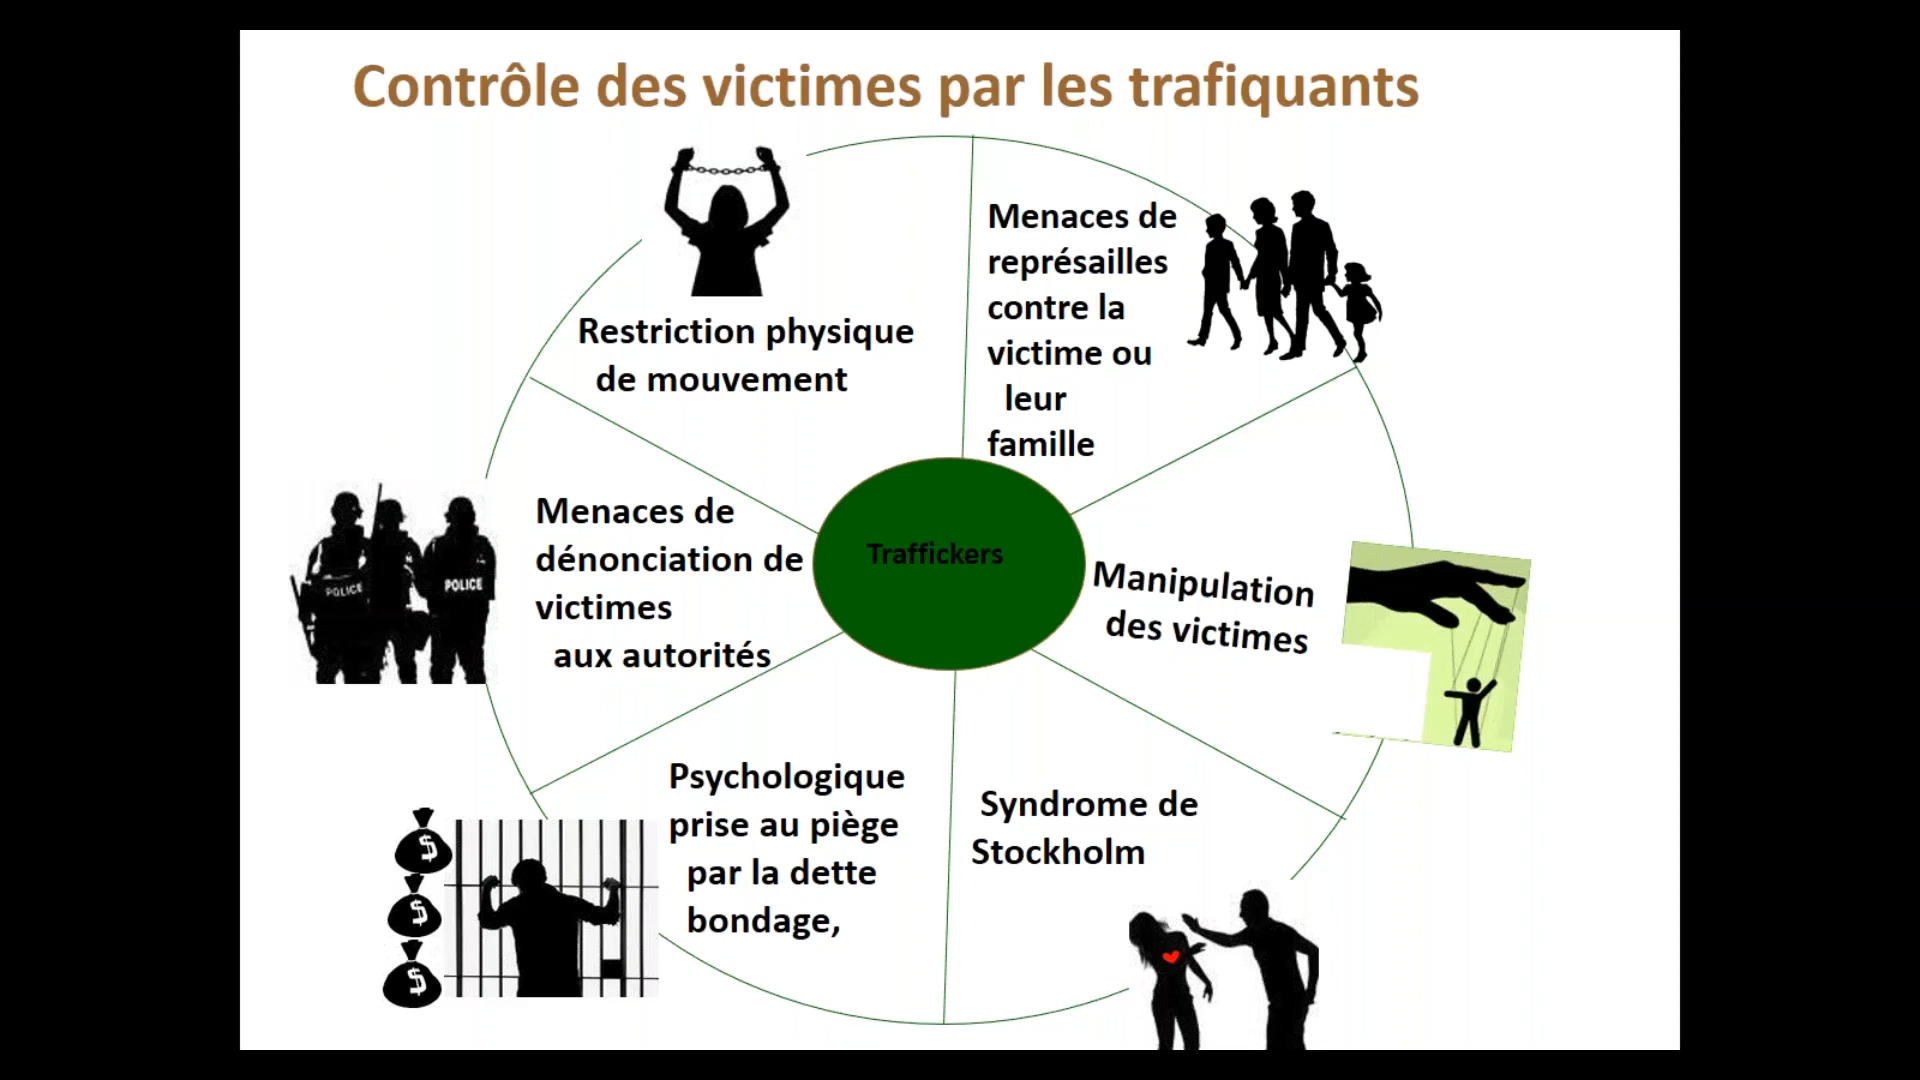 Contrôle des victimes par les trafiquants
Restriction physique
de mouvement
Menaces de
représailles
contre la
victime ou
leur
famille
Menaces de
dénonciation de
victimes
aux autorités
POLICE
POLICE
Traffickers
Manipulation
des victimes
Psychologique
prise au piège
par la dette
bondage,
Syndrome de
Stockholm
$
$
$